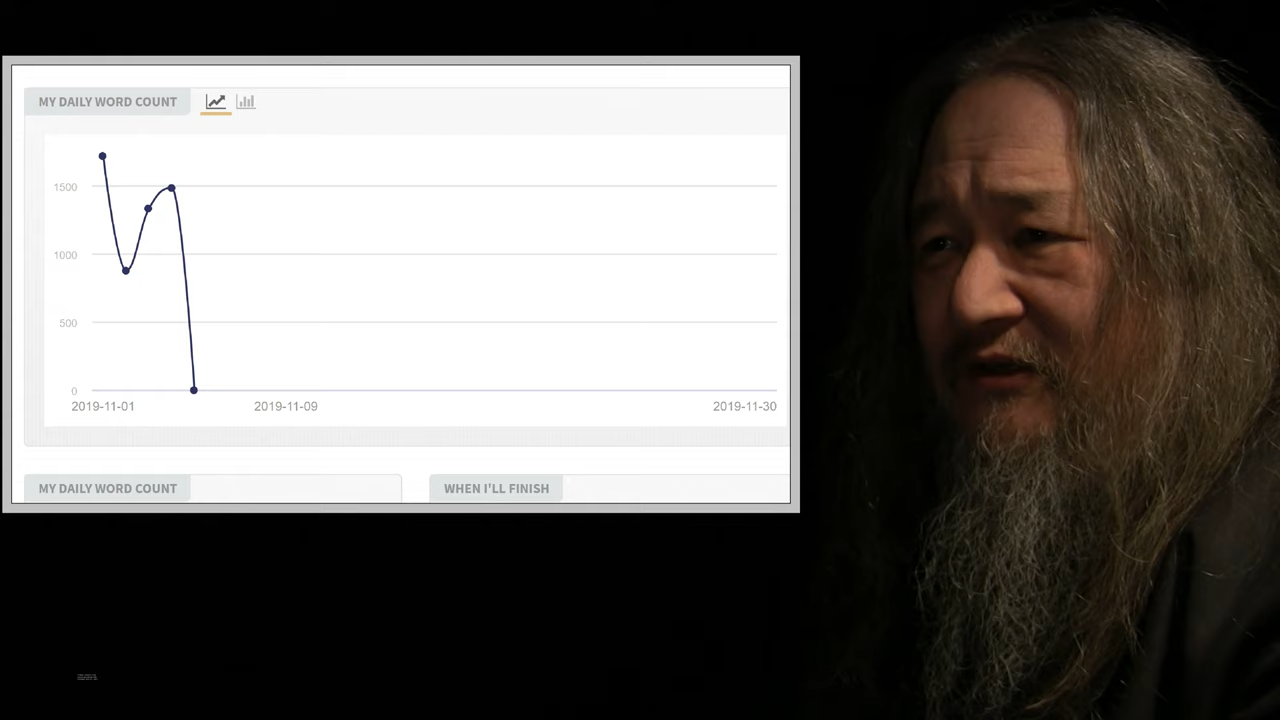 MY DAILY WORD COUNT
1500
1000
500
0
2019-11-01 2019-11-09 2019-11-30
MY DAILY WORD COUNT WHEN I'LL FINISH